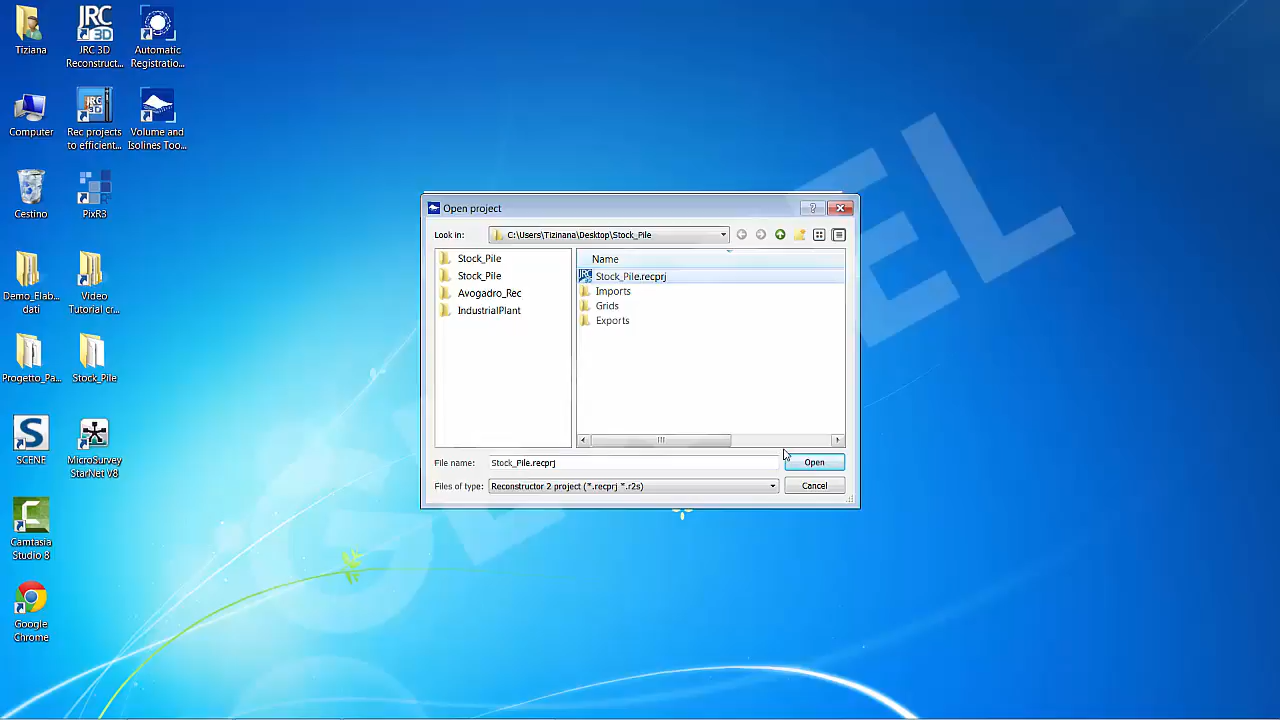 Tiziana
JRC 3D
Reconstruct...
Automatic
Registratio...
Computer
Rec projects
to efficient...
Volume and
Isolines Too...
Cestino
PixR3
Demo_Elab...
dati
Video
Tutorial cr...
Progetto_Pa...
Stock_Pile
SCENE
MicroSurvey
StarNet V8
Camtasia
Studio 8
Google
Chrome
Open project
Look in:
C:\Users\Tizinana\Desktop\Stock_Pile
Stock_Pile
Stock_Pile
Avogadro_Rec
IndustrialPlant
Name
Stock_Pile.recprj
Imports
Grids
Exports
File name:
Stock_Pile.recprj
Open
Files of type:
Reconstructor 2 project (*.recprj *.r2s)
Cancel